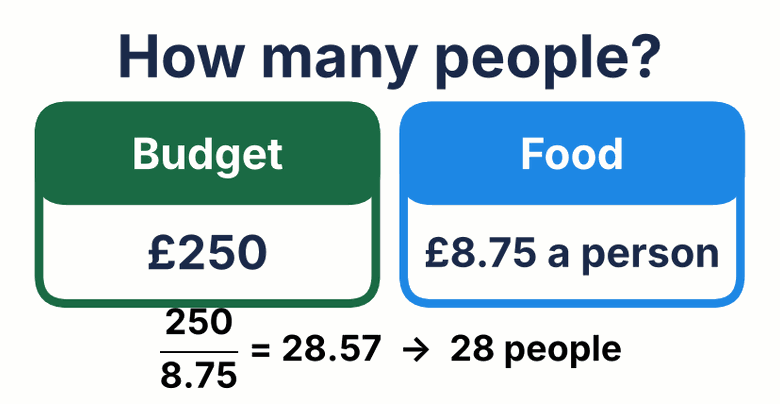 How many people?
Budget
£250
Food
£8.75 a person
250
8.75
= 28.57 → 28 people